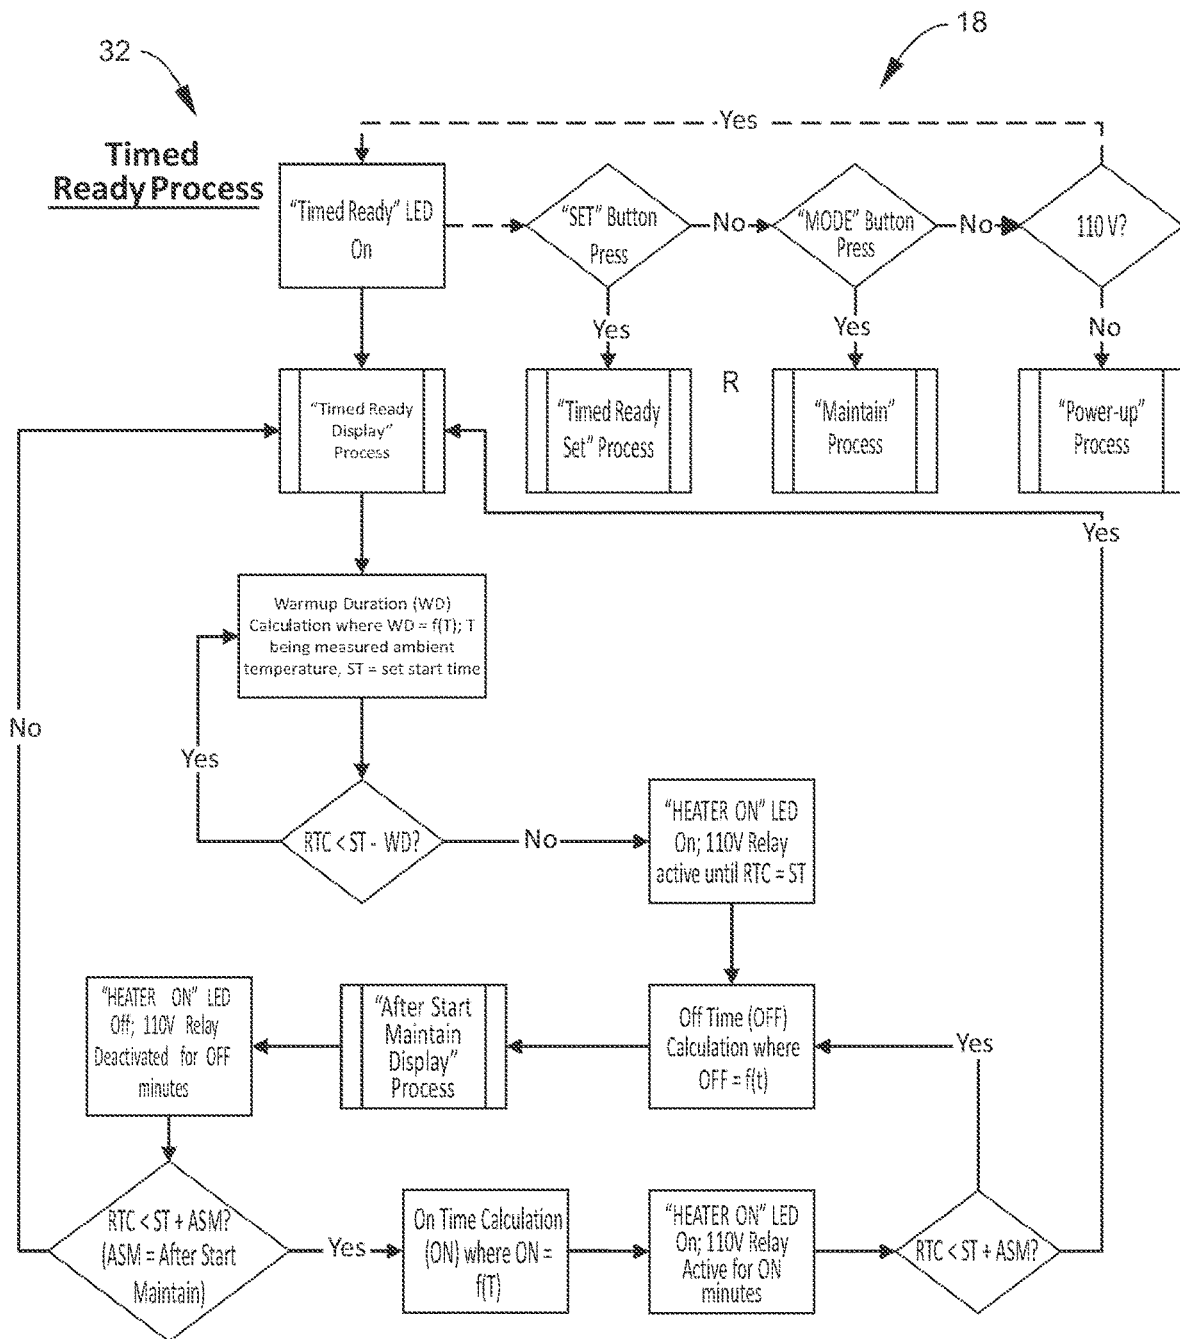 32
18
Yes
Timed
Ready Process
"Timed Ready" LED
On
"SET" Button
Press
No
"MODE" Button
Press
No
110 V?
Yes
Yes
No
"Timed Ready
Display"
Process
"Timed Ready
Set" Process
R
"Maintain"
Process
"Power-up"
Process
Yes
Warmup Duration (WD)
Calculation where WD = f(T); T
being measured ambient
temperature, ST = set start time
No
Yes
RTC < ST - WD?
No
"HEATER ON" LED
On; 110V Relay
active until RTC = ST
"HEATER ON" LED
Off; 110V Relay
Deactivated for OFF
minutes
"After Start
Maintain
Display"
Process
Off Time (OFF)
Calculation where
OFF = f(t)
Yes
RTC < ST + ASM?
(ASM = After Start
Maintain)
Yes
On Time Calculation
(ON) where ON =
f(T)
"HEATER ON" LED
On; 110V Relay
Active for ON
minutes
RTC < ST + ASM?